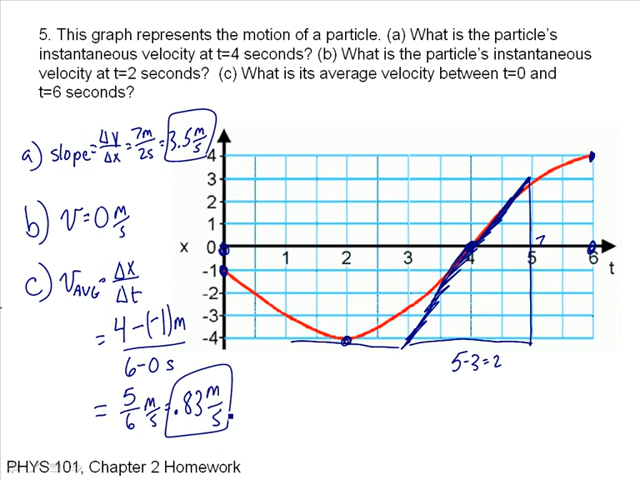 5. This graph represents the motion of a particle. (a) What is the particle's
instantaneous velocity at t=4 seconds? (b) What is the particle's instantaneous
velocity at t=2 seconds? (c) What is its average velocity between t=0 and
t=6 seconds?
a) slope = Δy/Δx = 7m/2s = 3.5 m/s
b) v = 0 m/s
c) VAVG = Δx/Δt
= 4-(-1)m / 6-0 s
= 5/6 m/s = .83 m/s.
4
3
2
1
x 0
-1
-2
-3
-4
1 2 3 4 5 6
t
7
5-3=2
PHYS 101, Chapter 2 Homework